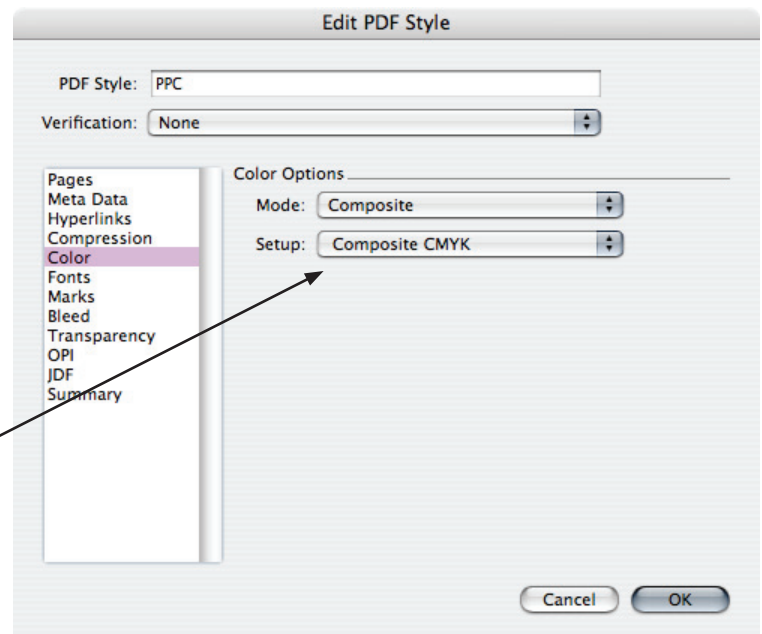 Edit PDF Style
PDF Style: PPC
Verification: None
Pages
Meta Data
Hyperlinks
Compression
Color
Fonts
Marks
Bleed
Transparency
OPI
JDF
Summary
Color Options
Mode: Composite
Setup: Composite CMYK
Cancel OK